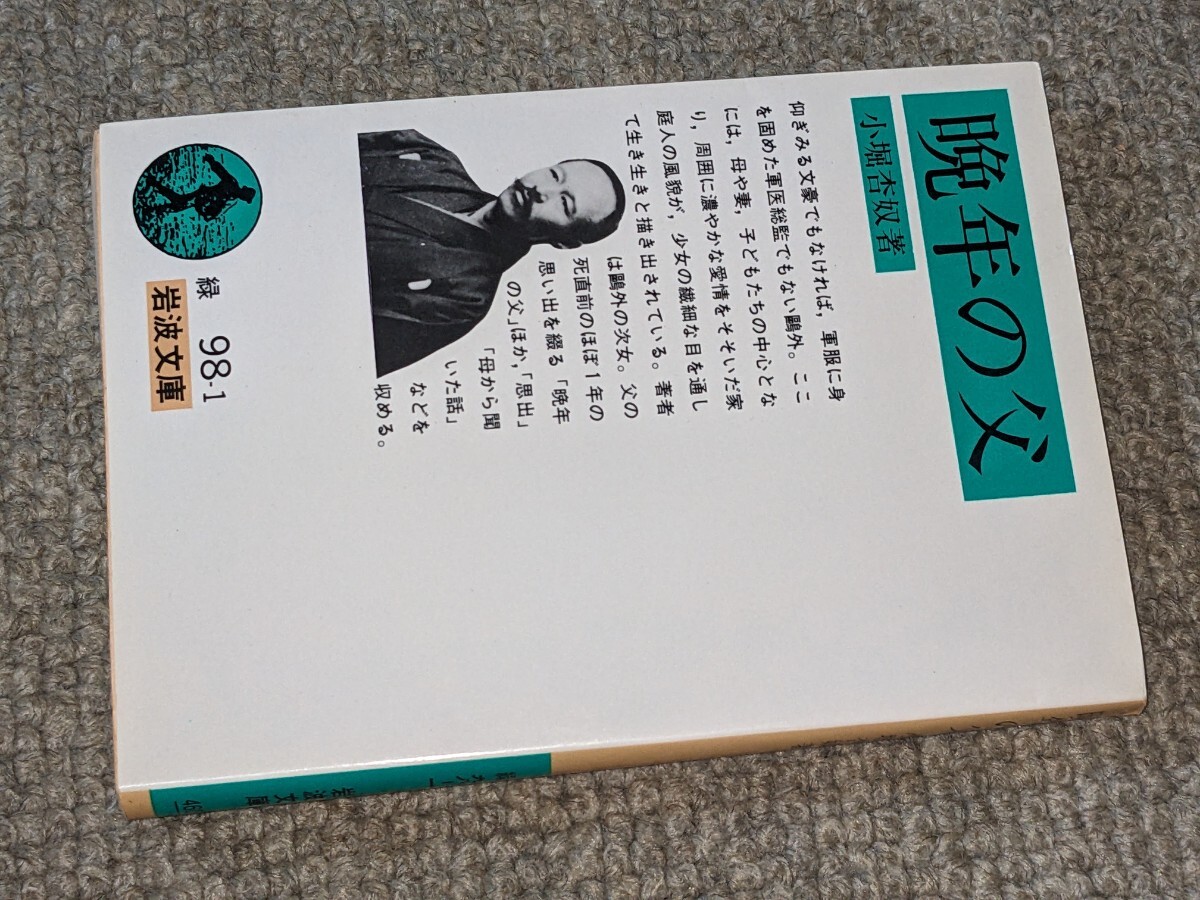 晩年の父
小堀杏奴著
仰ぎみる文豪でもなければ，軍服に身
を固めた軍医総監でもない鷗外。ここ
には，母や妻，子どもたちの中心とな
り，周囲に濃やかな愛情をそそいだ家
庭人の風貌が，少女の繊細な目を通し
て生き生きと描き出されている。著者
は鷗外の次女。父の
死直前のほぼ1年の
思い出を綴る「晩年
の父」ほか，「思出」
「母から聞
いた話」
などを
収める。
緑 98-1
岩波文庫
岩波文庫